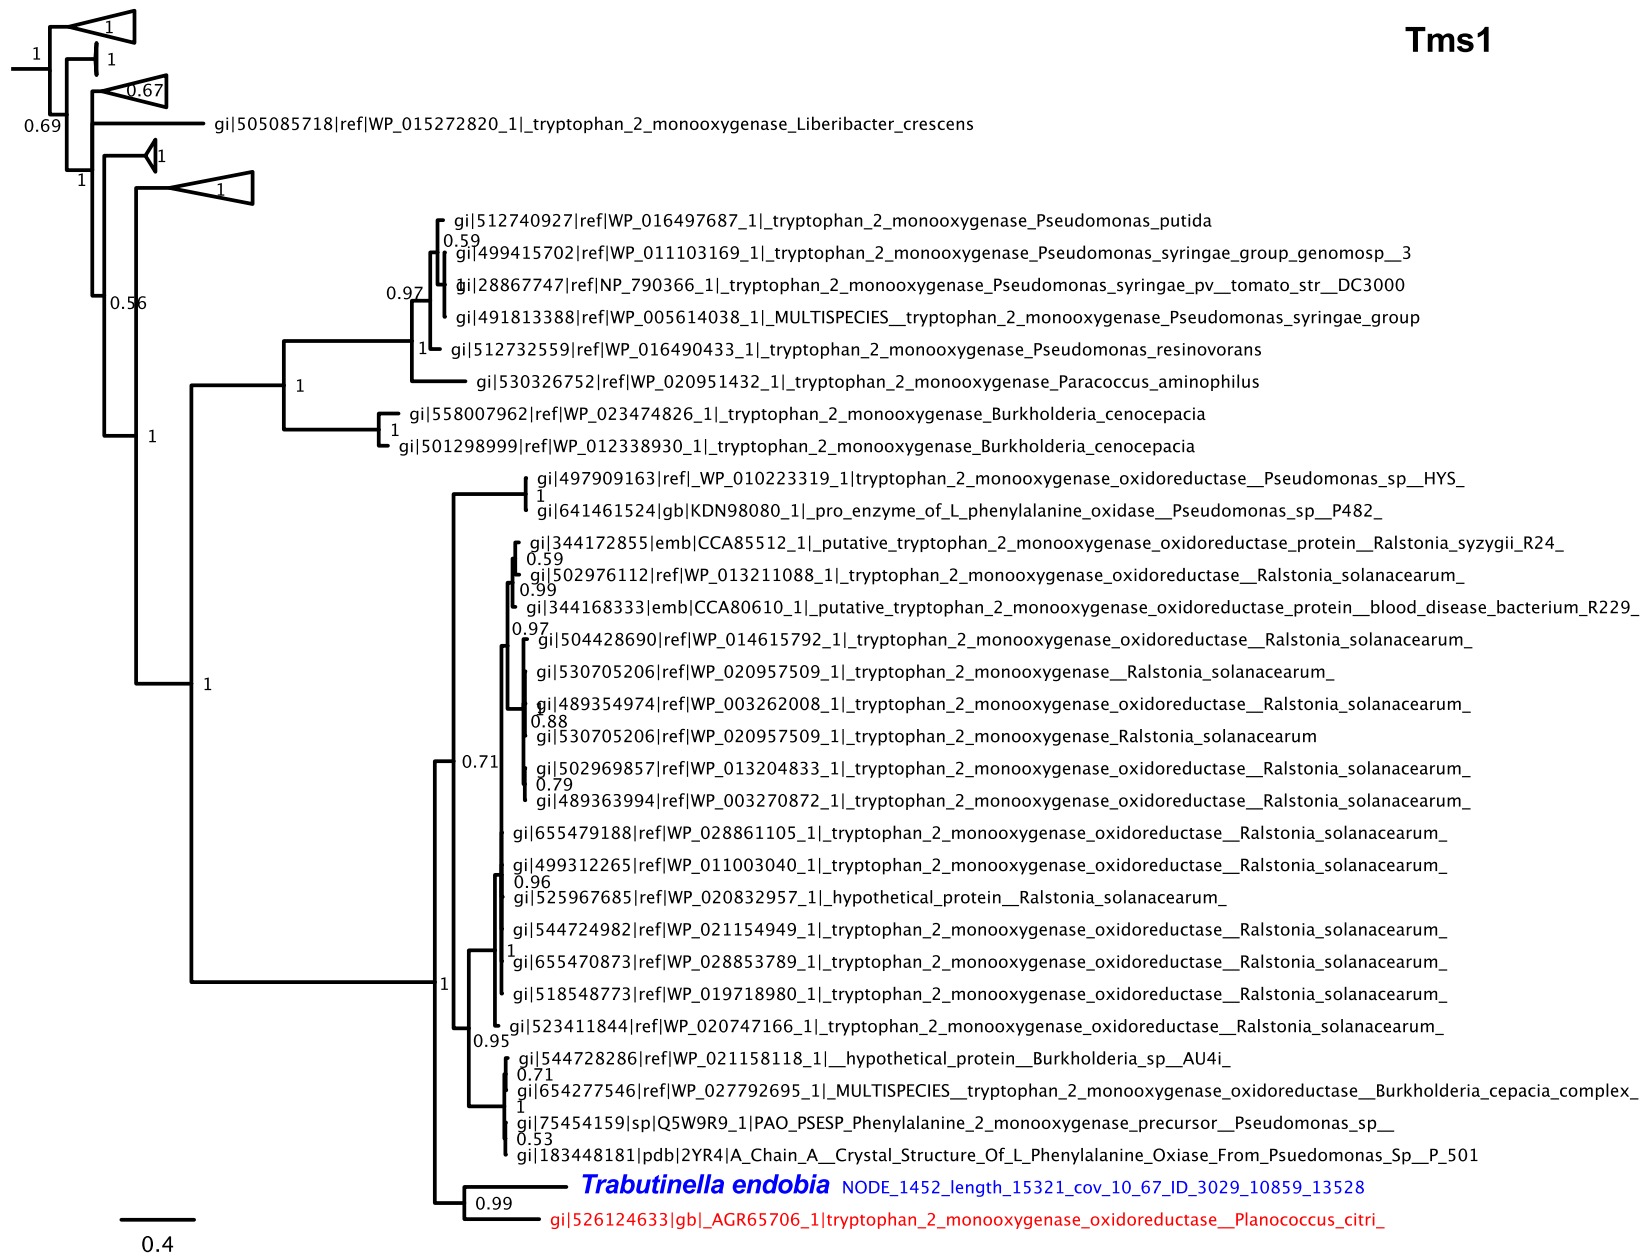 Tms1
1
1
1
0.67
0.69
gi|505085718|ref|WP_015272820_1|_tryptophan_2_monooxygenase_Liberibacter_crescens
1
1
1
gi|512740927|ref|WP_016497687_1|_tryptophan_2_monooxygenase_Pseudomonas_putida
0.59
gi|499415702|ref|WP_011103169_1|_tryptophan_2_monooxygenase_Pseudomonas_syringae_group_genomosp__3
1
gi|28867747|ref|NP_790366_1|_tryptophan_2_monooxygenase_Pseudomonas_syringae_pv__tomato_str__DC3000
0.97
0.56
gi|491813388|ref|WP_005614038_1|_MULTISPECIES__tryptophan_2_monooxygenase_Pseudomonas_syringae_group
1
gi|512732559|ref|WP_016490433_1|_tryptophan_2_monooxygenase_Pseudomonas_resinovorans
gi|530326752|ref|WP_020951432_1|_tryptophan_2_monooxygenase_Paracoccus_aminophilus
1
gi|558007962|ref|WP_023474826_1|_tryptophan_2_monooxygenase_Burkholderia_cenocepacia
1
1
gi|501298999|ref|WP_012338930_1|_tryptophan_2_monooxygenase_Burkholderia_cenocepacia
gi|497909163|ref|_WP_010223319_1|tryptophan_2_monooxygenase_oxidoreductase__Pseudomonas_sp__HYS_
1
gi|641461524|gb|KDN98080_1|_pro_enzyme_of_L_phenylalanine_oxidase__Pseudomonas_sp__P482_
gi|344172855|emb|CCA85512_1|_putative_tryptophan_2_monooxygenase_oxidoreductase_protein__Ralstonia_syzygii_R24_
0.59
gi|502976112|ref|WP_013211088_1|_tryptophan_2_monooxygenase_oxidoreductase__Ralstonia_solanacearum_
0.99
gi|344168333|emb|CCA80610_1|_putative_tryptophan_2_monooxygenase_oxidoreductase_protein__blood_disease_bacterium_R229_
0.97
gi|504428690|ref|WP_014615792_1|_tryptophan_2_monooxygenase_oxidoreductase__Ralstonia_solanacearum_
gi|530705206|ref|WP_020957509_1|_tryptophan_2_monooxygenase__Ralstonia_solanacearum_
1
1
gi|489354974|ref|WP_003262008_1|_tryptophan_2_monooxygenase_oxidoreductase__Ralstonia_solanacearum_
0.88
gi|530705206|ref|WP_020957509_1|_tryptophan_2_monooxygenase_Ralstonia_solanacearum
0.71
gi|502969857|ref|WP_013204833_1|_tryptophan_2_monooxygenase_oxidoreductase__Ralstonia_solanacearum_
0.79
gi|489363994|ref|WP_003270872_1|_tryptophan_2_monooxygenase_oxidoreductase__Ralstonia_solanacearum_
gi|655479188|ref|WP_028861105_1|_tryptophan_2_monooxygenase_oxidoreductase__Ralstonia_solanacearum_
gi|499312265|ref|WP_011003040_1|_tryptophan_2_monooxygenase_oxidoreductase__Ralstonia_solanacearum_
0.96
gi|525967685|ref|WP_020832957_1|_hypothetical_protein__Ralstonia_solanacearum_
gi|544724982|ref|WP_021154949_1|_tryptophan_2_monooxygenase_oxidoreductase__Ralstonia_solanacearum_
1
gi|655470873|ref|WP_028853789_1|_tryptophan_2_monooxygenase_oxidoreductase__Ralstonia_solanacearum_
1
gi|518548773|ref|WP_019718980_1|_tryptophan_2_monooxygenase_oxidoreductase__Ralstonia_solanacearum_
gi|523411844|ref|WP_020747166_1|_tryptophan_2_monooxygenase_oxidoreductase__Ralstonia_solanacearum_
0.95
gi|544728286|ref|WP_021158118_1|__hypothetical_protein__Burkholderia_sp__AU4i_
0.71
gi|654277546|ref|WP_027792695_1|_MULTISPECIES__tryptophan_2_monooxygenase_oxidoreductase__Burkholderia_cepacia_complex_
1
gi|75454159|sp|Q5W9R9_1|PAO_PSESP_Phenylalanine_2_monooxygenase_precursor__Pseudomonas_sp__
0.53
gi|183448181|pdb|2YR4|A_Chain_A__Crystal_Structure_Of_L_Phenylalanine_Oxiase_From_Psuedomonas_Sp__P_501
Trabutinella endobia NODE_1452_length_15321_cov_10_67_ID_3029_10859_13528
0.99
gi|526124633|gb|_AGR65706_1|tryptophan_2_monooxygenase_oxidoreductase__Planococcus_citri_
0.4